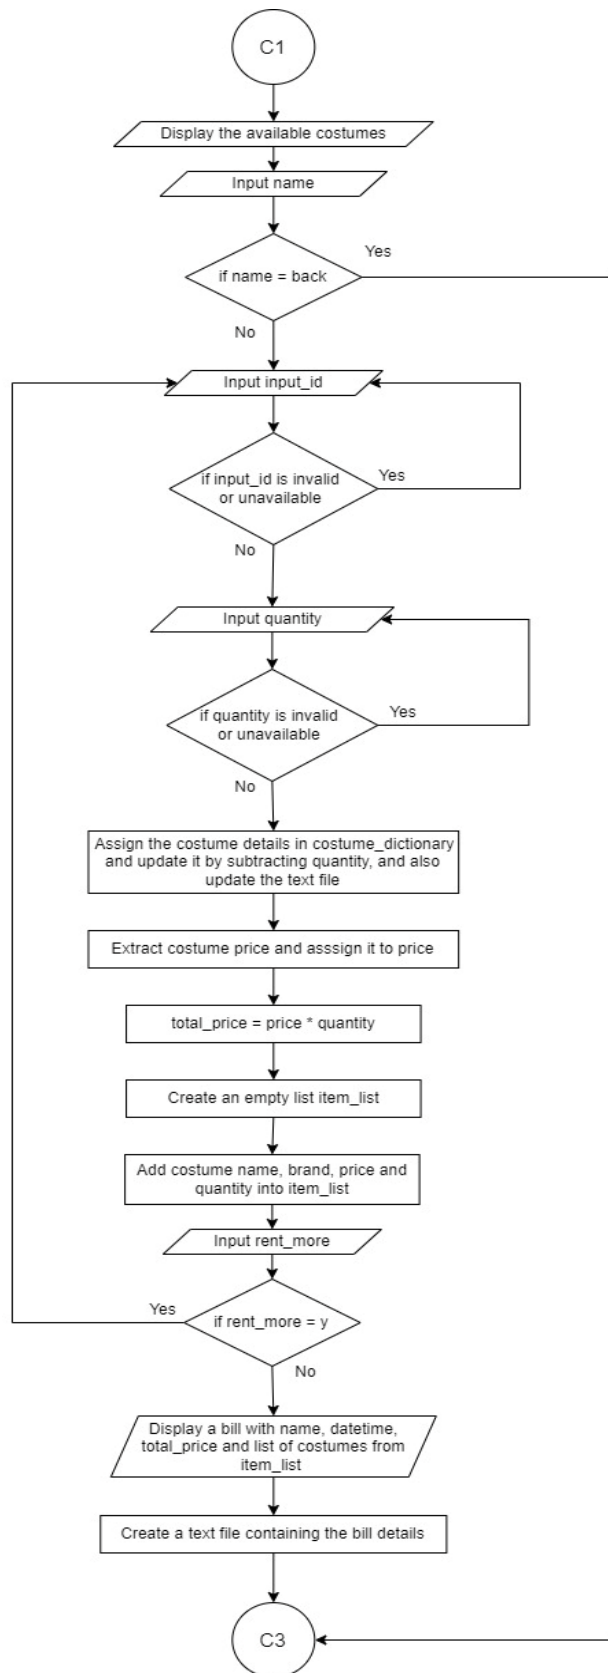 C1
Display the available costumes
Input name
if name = back
Yes
No
Input input_id
if input_id is invalid
or unavailable
Yes
No
Input quantity
if quantity is invalid
or unavailable
Yes
No
Assign the costume details in costume_dictionary
and update it by subtracting quantity, and also
update the text file
Extract costume price and asssign it to price
total_price = price * quantity
Create an empty list item_list
Add costume name, brand, price and
quantity into item_list
Input rent_more
Yes
if rent_more = y
No
Display a bill with name, datetime,
total_price and list of costumes from
item_list
Create a text file containing the bill details
C3